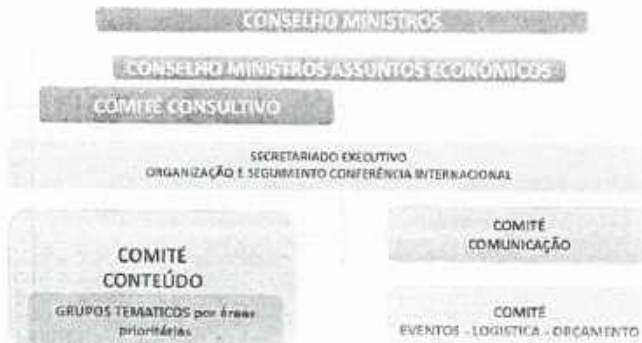 CONSELHO MINISTROS
CONSELHO MINISTROS ASSUNTOS ECONÓMICOS
COMITÉ CONSULTIVO
SECRETARIADO EXECUTIVO
ORGANIZAÇÃO E SEGUIMENTO CONFERÊNCIA INTERNACIONAL
COMITÉ
CONTEÚDO
GRUPOS TEMATICOS por áreas
prioritárias
COMITÉ
COMUNICAÇÃO
COMITÉ
EVENTOS - LOGISTICA - ORÇAMENTO